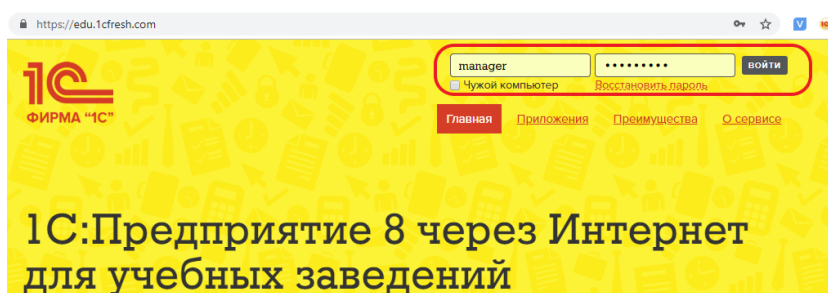 https://edu.1cfresh.com
1С
ФИРМА "1С"
manager
•••••••••
ВОЙТИ
Чужой компьютер
Восстановить пароль
Главная
Приложения
Преимущества
О сервисе
1С:Предприятие 8 через Интернет
для учебных заведений